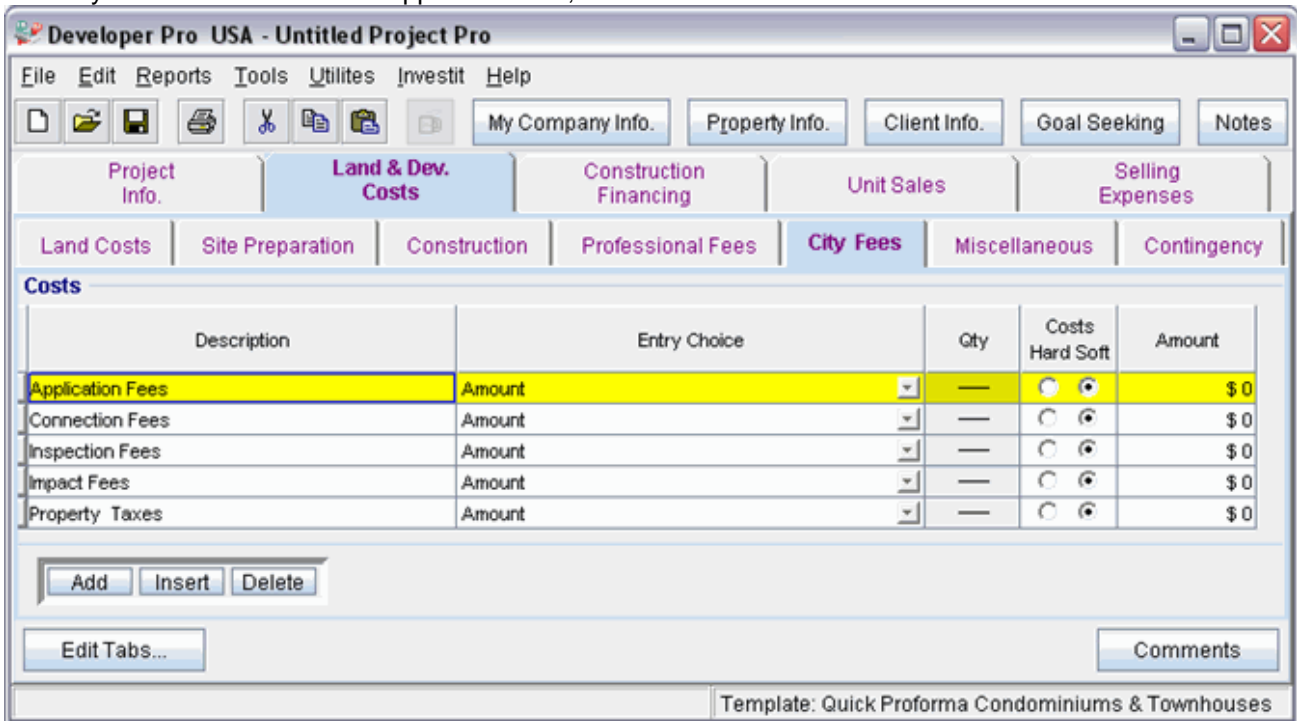 Developer Pro USA - Untitled Project Pro
File Edit Reports Tools Utilites Investit Help
My Company Info. Property Info. Client Info. Goal Seeking Notes
Project Info. Land & Dev. Costs Construction Financing Unit Sales Selling Expenses
Land Costs Site Preparation Construction Professional Fees City Fees Miscellaneous Contingency
Costs
Description Entry Choice Qty Costs Hard Soft Amount
Application Fees Amount — $ 0
Connection Fees Amount — $ 0
Inspection Fees Amount — $ 0
Impact Fees Amount — $ 0
Property Taxes Amount — $ 0
Add Insert Delete
Edit Tabs... Comments
Template: Quick Proforma Condominiums & Townhouses